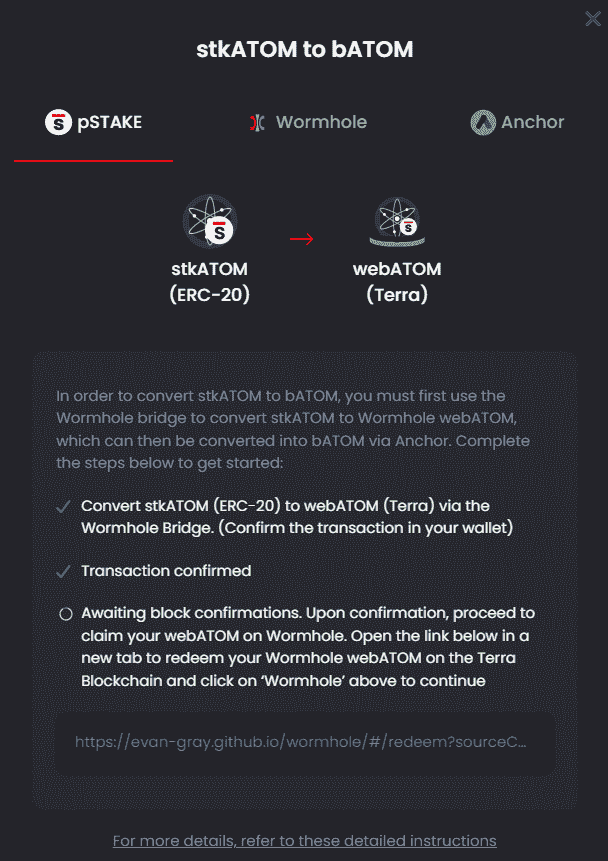 stkATOM to bATOM
pSTAKE
Wormhole
Anchor
stkATOM
(ERC-20)
webATOM
(Terra)
In order to convert stkATOM to bATOM, you must first use the
Wormhole bridge to convert stkATOM to Wormhole webATOM,
which can then be converted into bATOM via Anchor. Complete
the steps below to get started:
Convert stkATOM (ERC-20) to webATOM (Terra) via the
Wormhole Bridge. (Confirm the transaction in your wallet)
Transaction confirmed
Awaiting block confirmations. Upon confirmation, proceed to
claim your webATOM on Wormhole. Open the link below in a
new tab to redeem your Wormhole webATOM on the Terra
Blockchain and click on ‘Wormhole’ above to continue
https://evan-gray.github.io/wormhole/#/redeem?sourceC...
For more details, refer to these detailed instructions